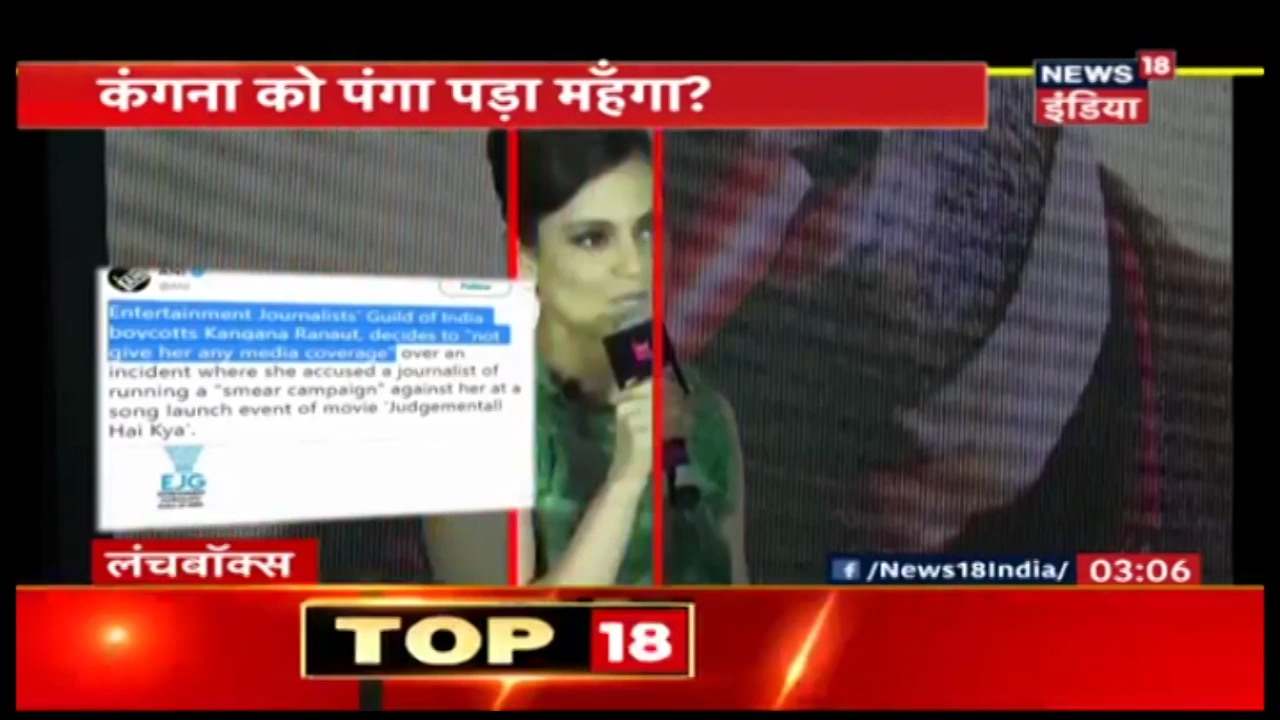 कंगना को पंगा पड़ा महँगा?
NEWS 18
इंडिया
Follow
Entertainment Journalists' Guild of India
boycotts Kangana Ranaut, decides to "not
give her any media coverage" over an
incident where she accused a journalist of
running a "smear campaign" against her at a
song launch event of movie 'Judgementall
Hai Kya'.
EJG
लंचबॉक्स
f /News18India/ 03:06
TOP 18